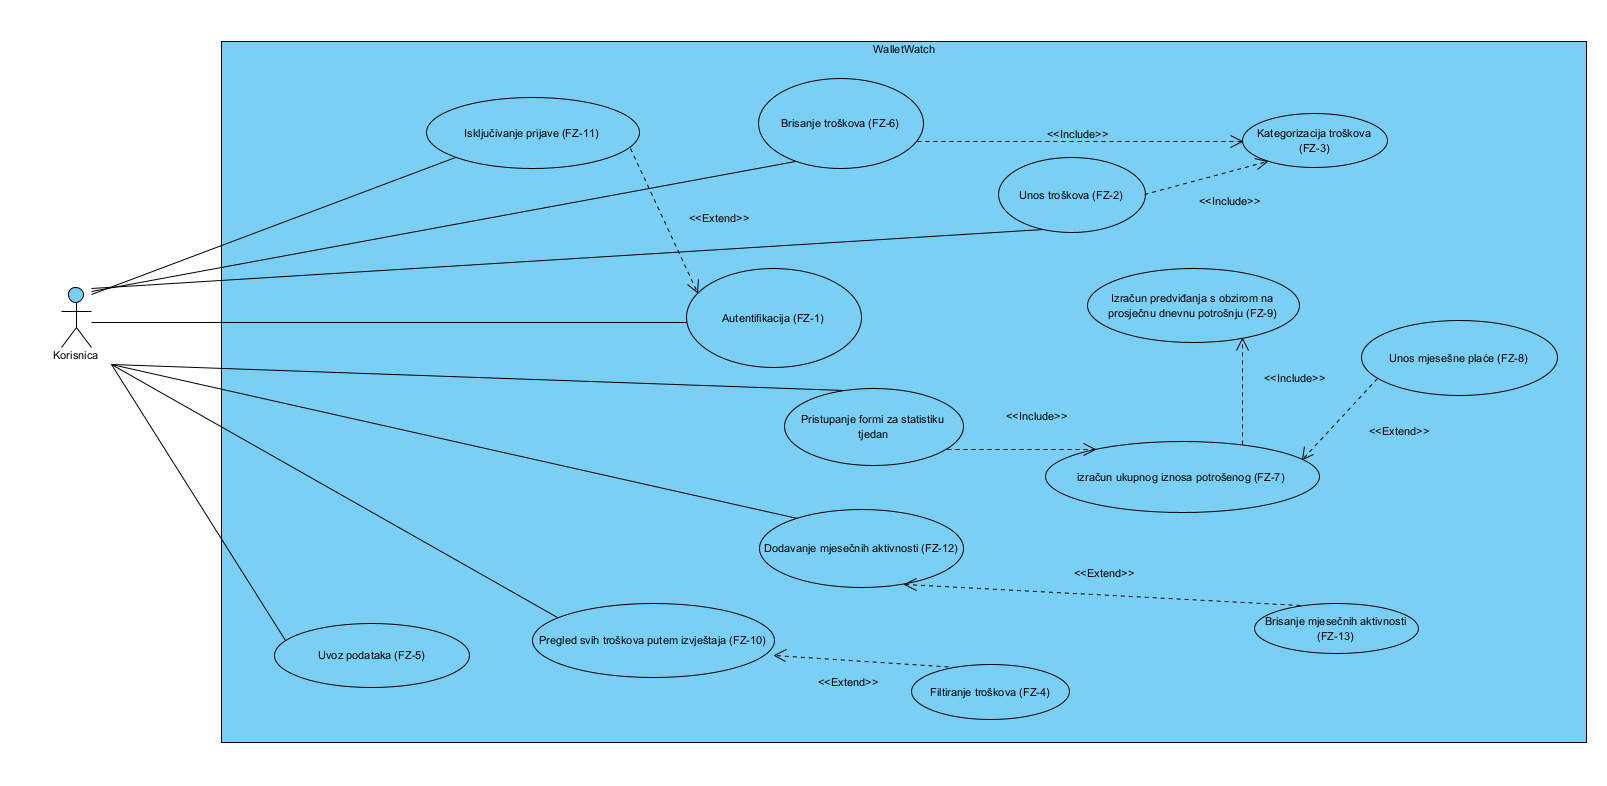 WalletWatch
Isključivanje prijave (FZ-11)
Brisanje troškova (FZ-6)
<<Include>>
Kategorizacija troškova
(FZ-3)
Unos troškova (FZ-2)
<<Include>>
<<Extend>>
Korisnica
Autentifikacija (FZ-1)
Izračun predviđanja s obzirom na
prosječnu dnevnu potrošnju (FZ-9)
Unos mjesešne plaće (FZ-8)
<<Include>>
<<Extend>>
Pristupanje formi za statistiku
tjedan
<<Include>>
izračun ukupnog iznosa potrošenog (FZ-7)
Dodavanje mjesečnih aktivnosti (FZ-12)
<<Extend>>
Brisanje mjesečnih aktivnosti
(FZ-13)
Pregled svih troškova putem izvještaja (FZ-10)
Uvoz podataka (FZ-5)
<<Extend>>
Filtiranje troškova (FZ-4)